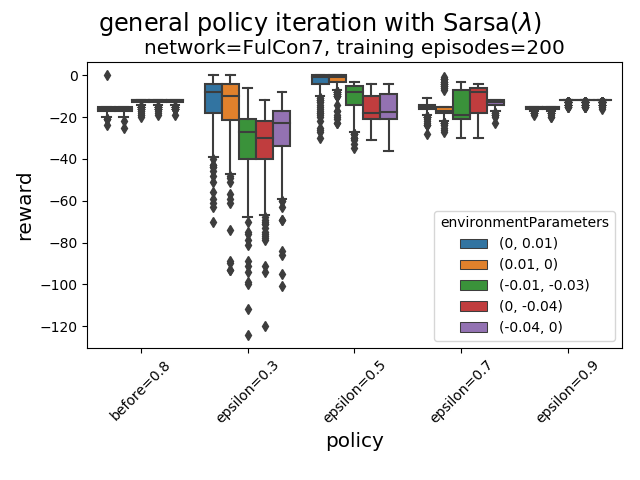 general policy iteration with Sarsa(λ)
network=FulCon7, training episodes=200
reward
0
−20
−40
−60
−80
−100
−120
environmentParameters
(0, 0.01)
(0.01, 0)
(-0.01, -0.03)
(0, -0.04)
(-0.04, 0)
before=0.8
epsilon=0.3
epsilon=0.5
epsilon=0.7
epsilon=0.9
policy